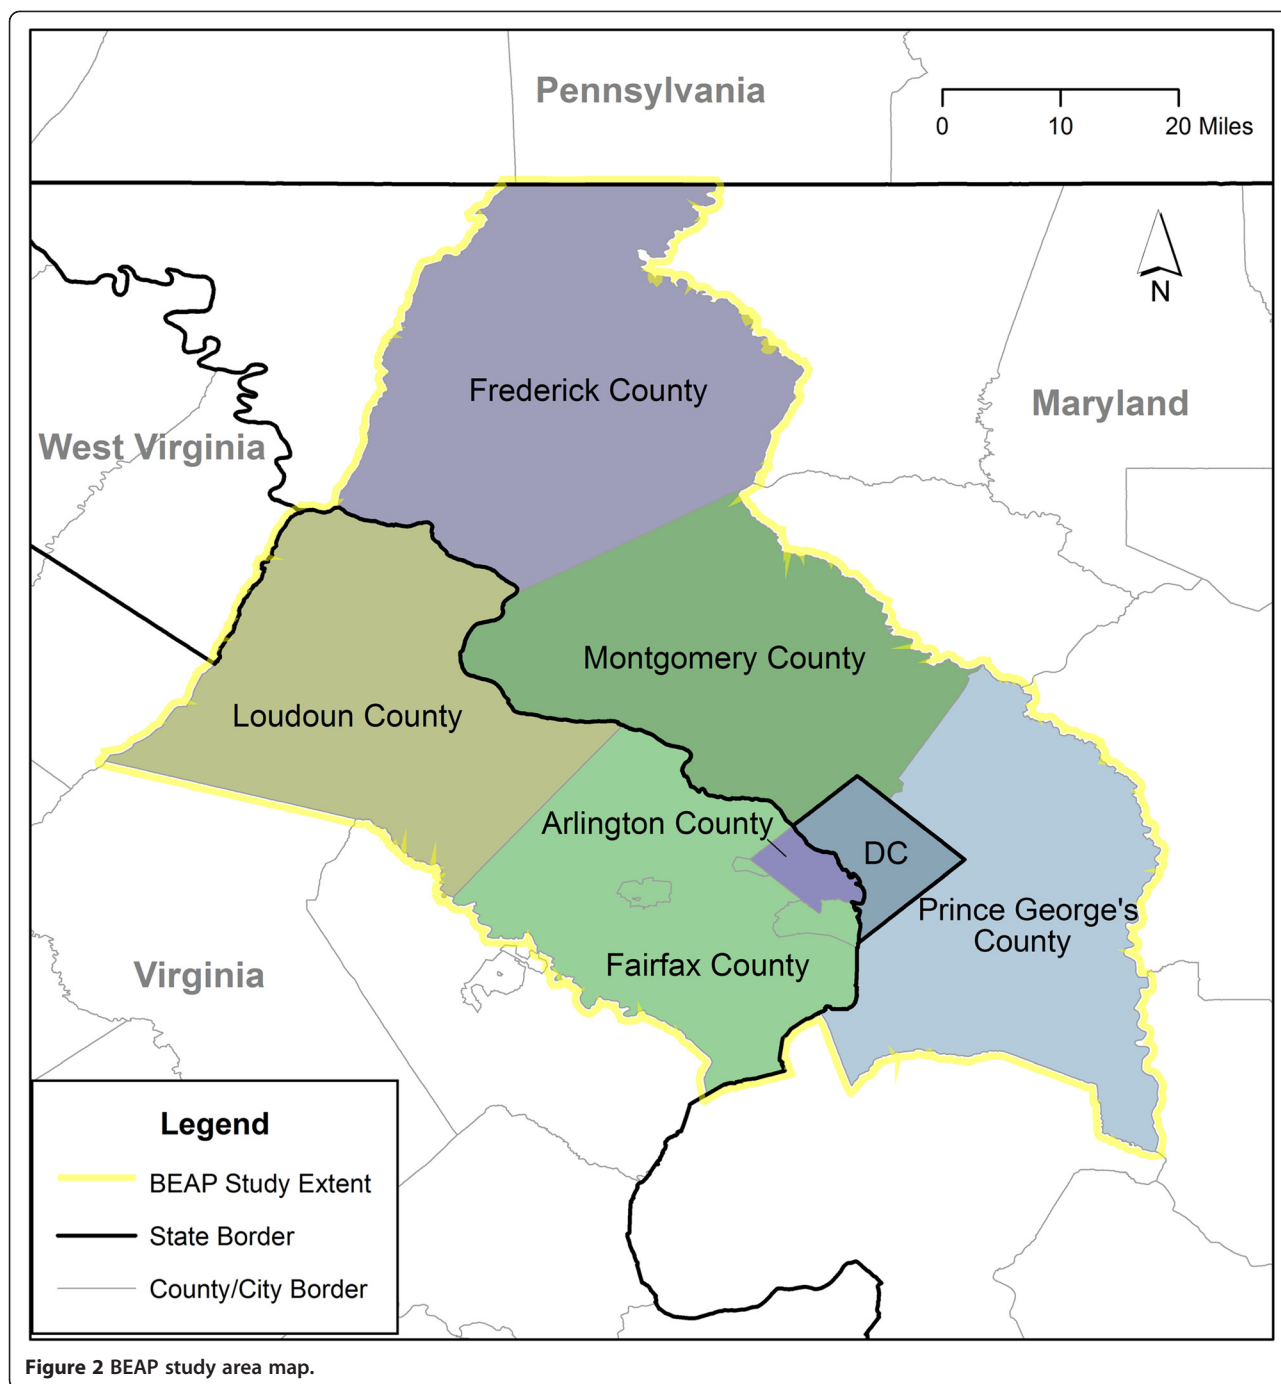 Pennsylvania
0 10 20 Miles
N
Frederick County
Maryland
West Virginia
Montgomery County
Loudoun County
Arlington County
DC
Prince George's
County
Fairfax County
Virginia
Legend
BEAP Study Extent
State Border
County/City Border
Figure 2 BEAP study area map.